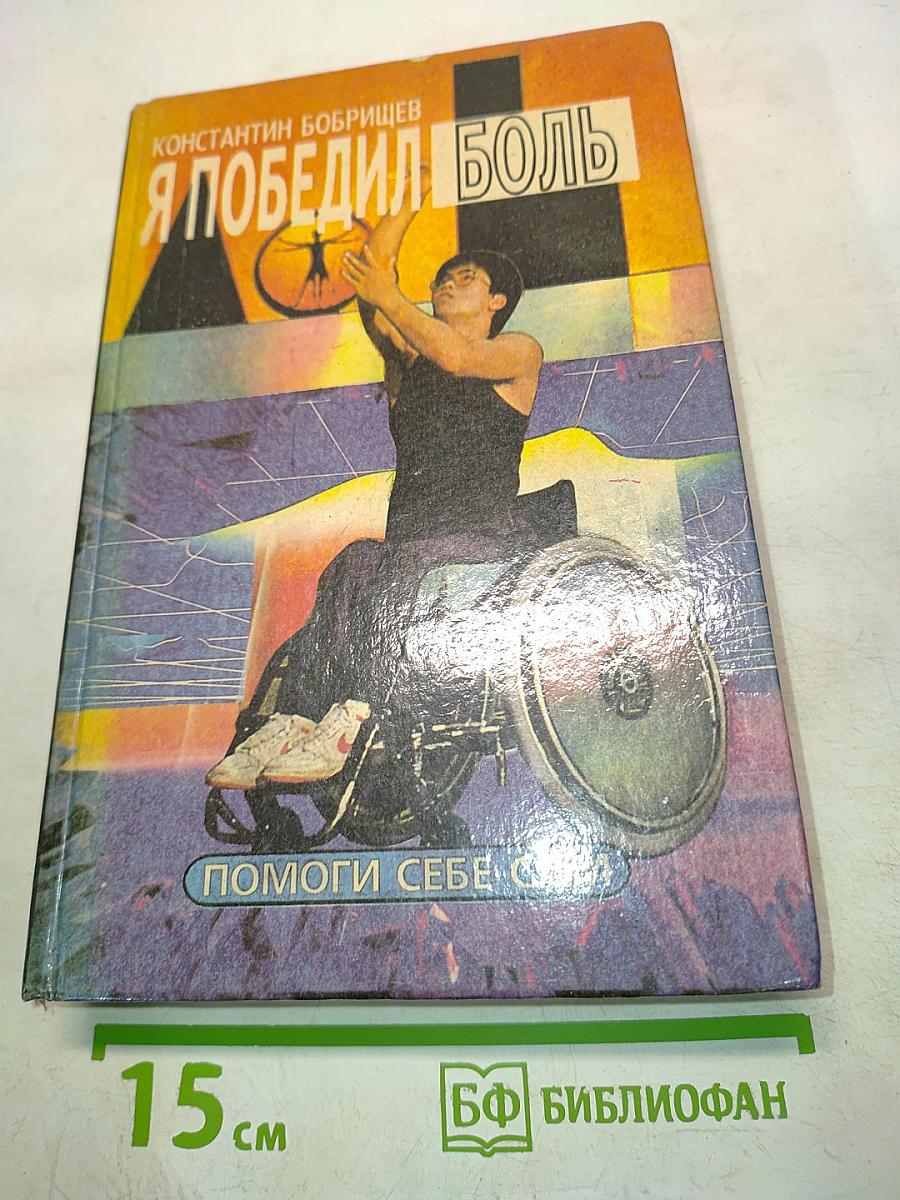 КОНСТАНТИН БОБРИЩЕВ
Я ПОБЕДИЛ БОЛЬ
ПОМОГИ СЕБЕ
15 см
БФ БИБЛИОФАН